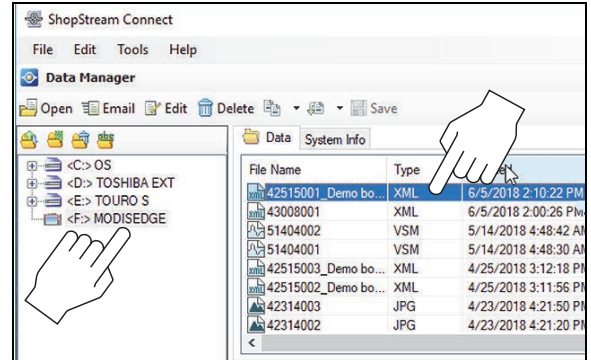 ShopStream Connect
File Edit Tools Help
Data Manager
Open Email Edit Delete Save
abc
Data System Info
<C:> OS
<D:> TOSHIBA EXT
<E:> TOURO S
<F:> MODISEDGE
File Name Type
42515001_Demo bo... XML 6/5/2018 2:10:22 PM
43008001 XML 6/5/2018 2:00:26 PM
51404002 VSM 5/14/2018 4:48:42 AM
51404001 VSM 5/14/2018 4:48:30 AM
42515003_Demo bo... XML 4/25/2018 3:12:18 PM
42515002_Demo bo... XML 4/25/2018 3:11:56 PM
42314003 JPG 4/23/2018 4:21:50 PM
42314002 JPG 4/23/2018 4:21:20 PM